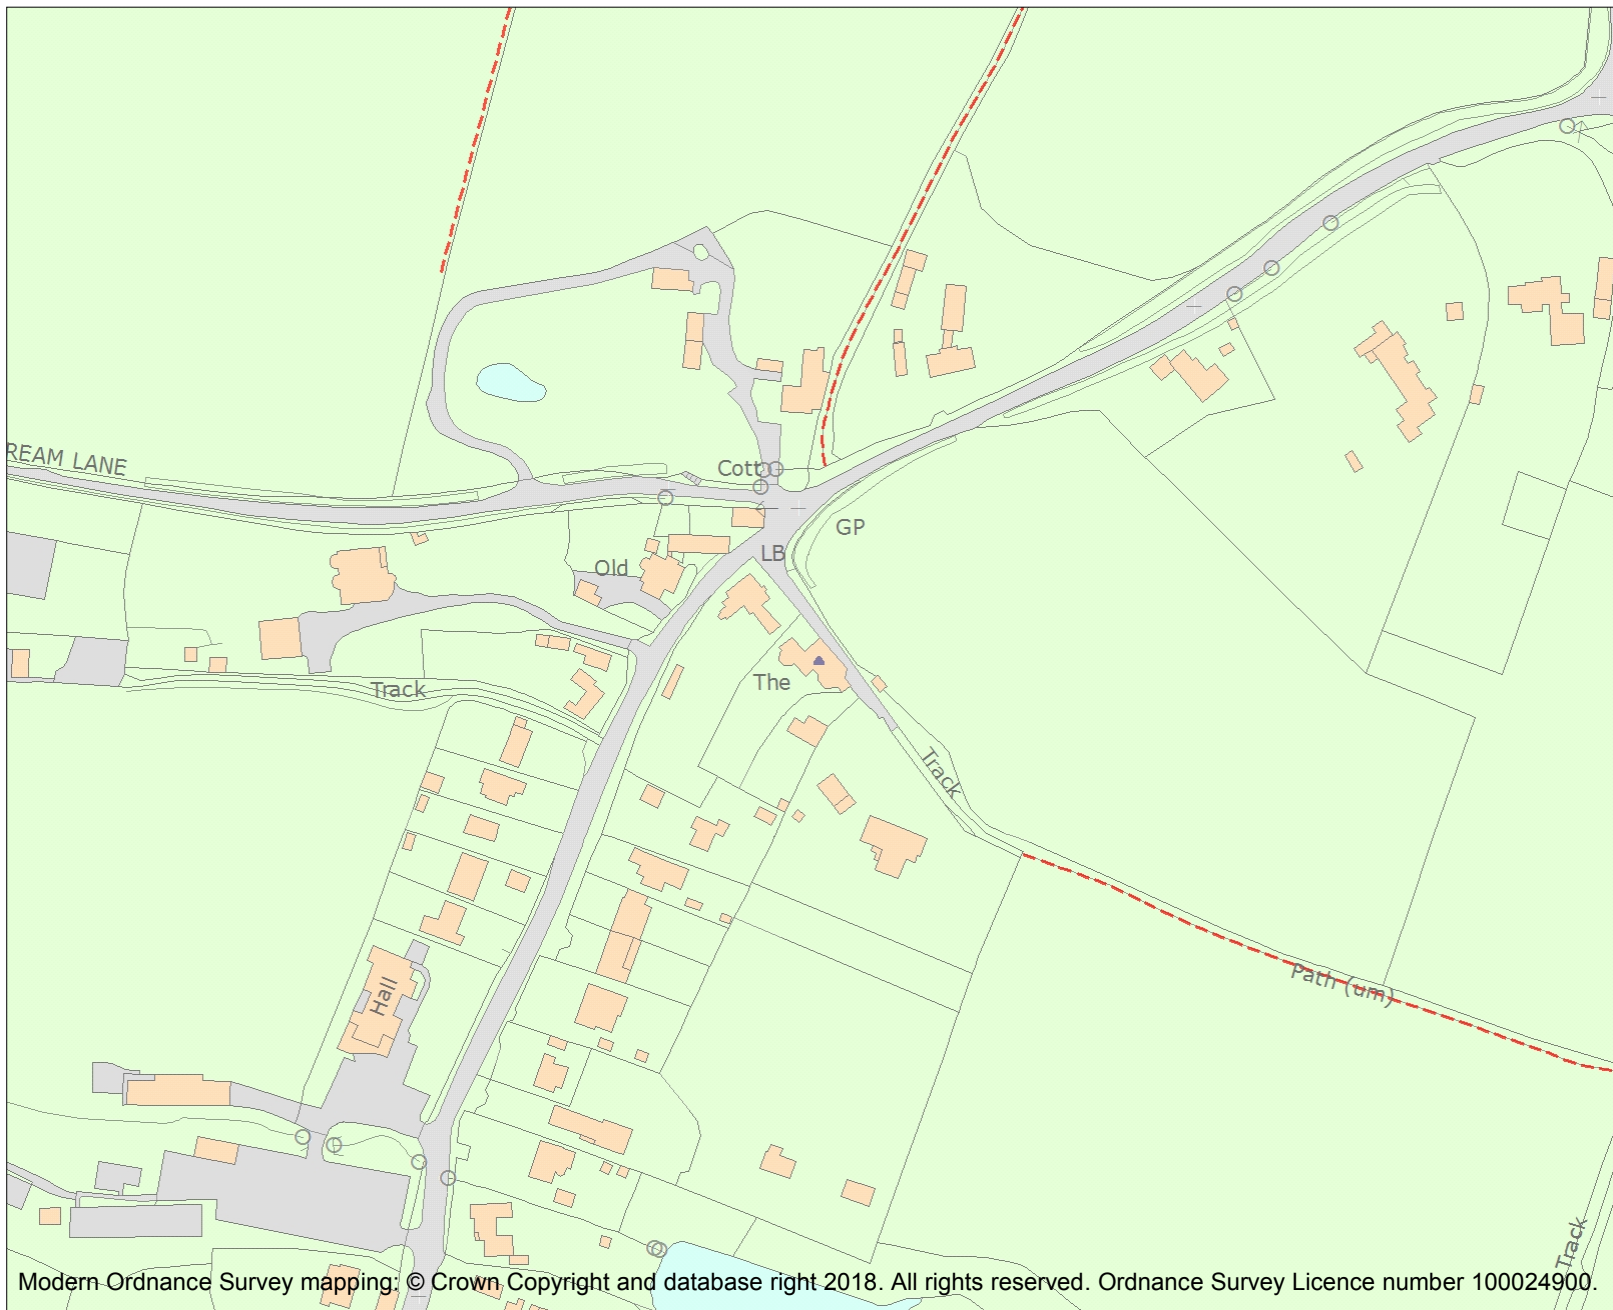 REAM LANE
Cott
GP
LB
Old
The
Track
Track
Hall
Path (um)
Track
Modern Ordnance Survey mapping: © Crown Copyright and database right 2018. All rights reserved. Ordnance Survey Licence number 100024900.